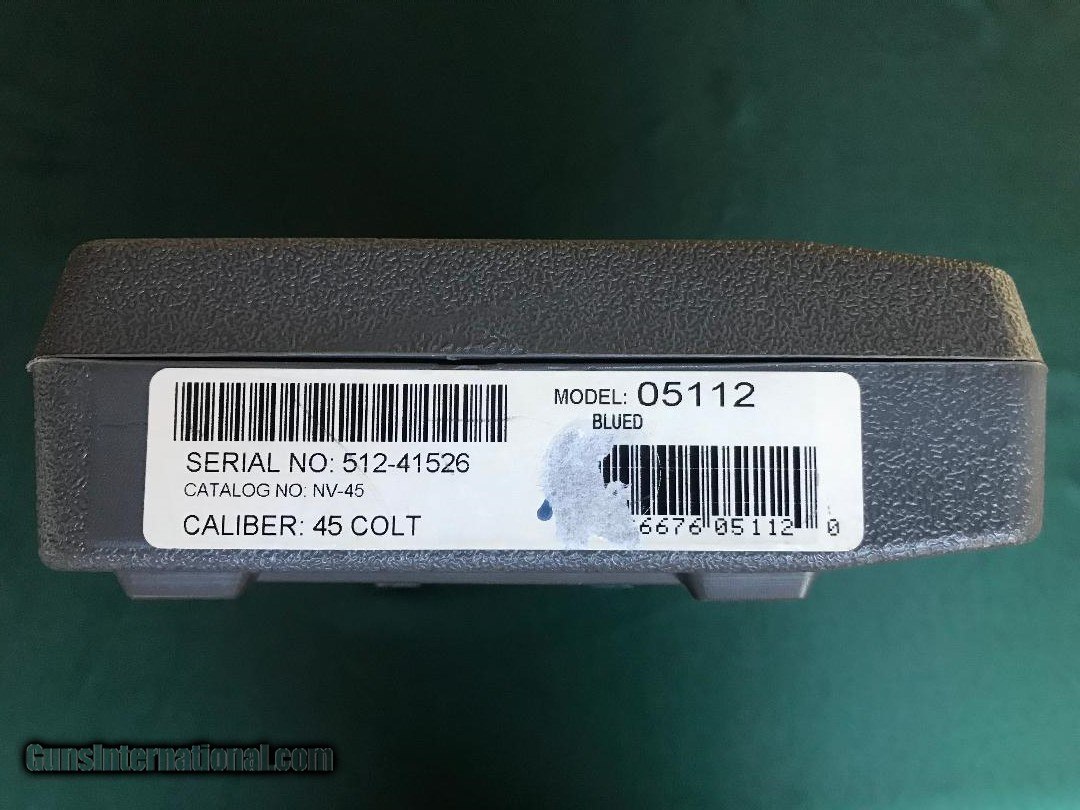 MODEL: 05112
BLUED
SERIAL NO: 512-41526
CATALOG NO: NV-45
CALIBER: 45 COLT
6676 05112 0
GunsInternational.com